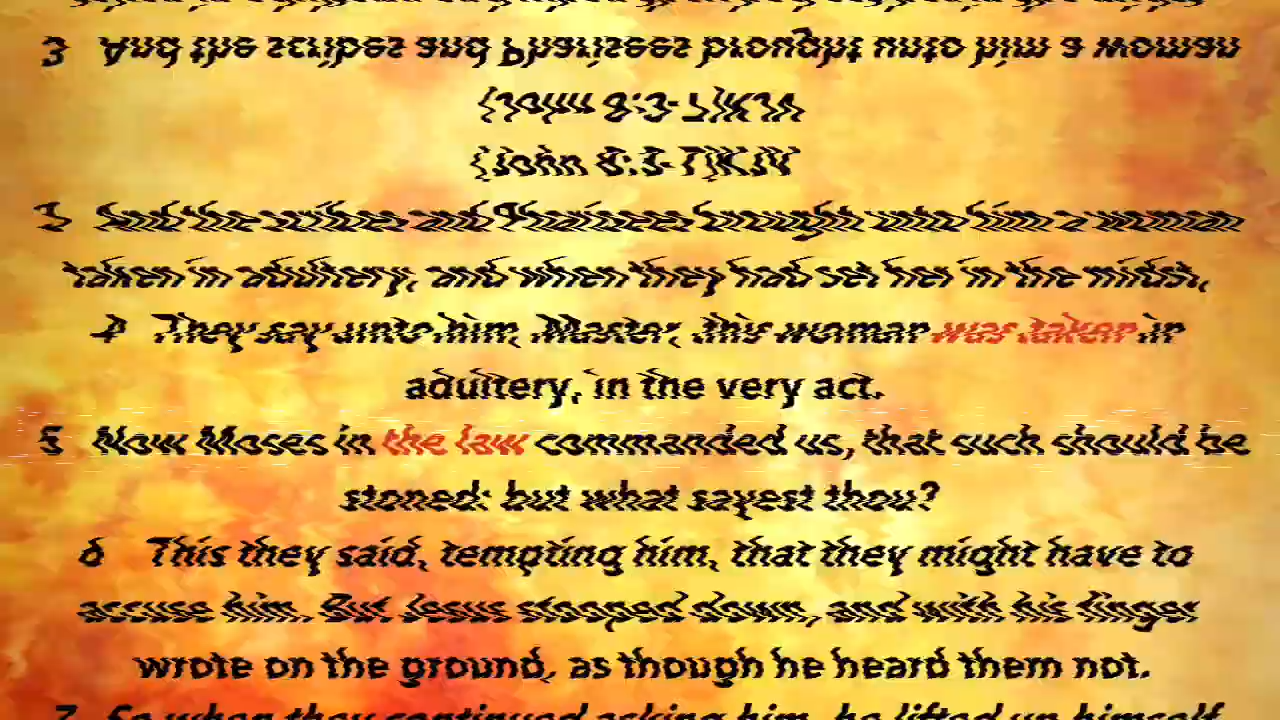 3 And the scribes and Pharisees brought unto him a woman
{John 8:3-7}KJV
{John 8:3-7}KJV
3 And the scribes and Pharisees brought unto him a woman
taken in adultery; and when they had set her in the midst,
4 They say unto him, Master, this woman was taken in
adultery, in the very act.
5 Now Moses in the law commanded us, that such should be
stoned: but what sayest thou?
6 This they said, tempting him, that they might have to
accuse him. But Jesus stooped down, and with his finger
wrote on the ground, as though he heard them not.
7 So when they continued asking him, he lifted up himself,